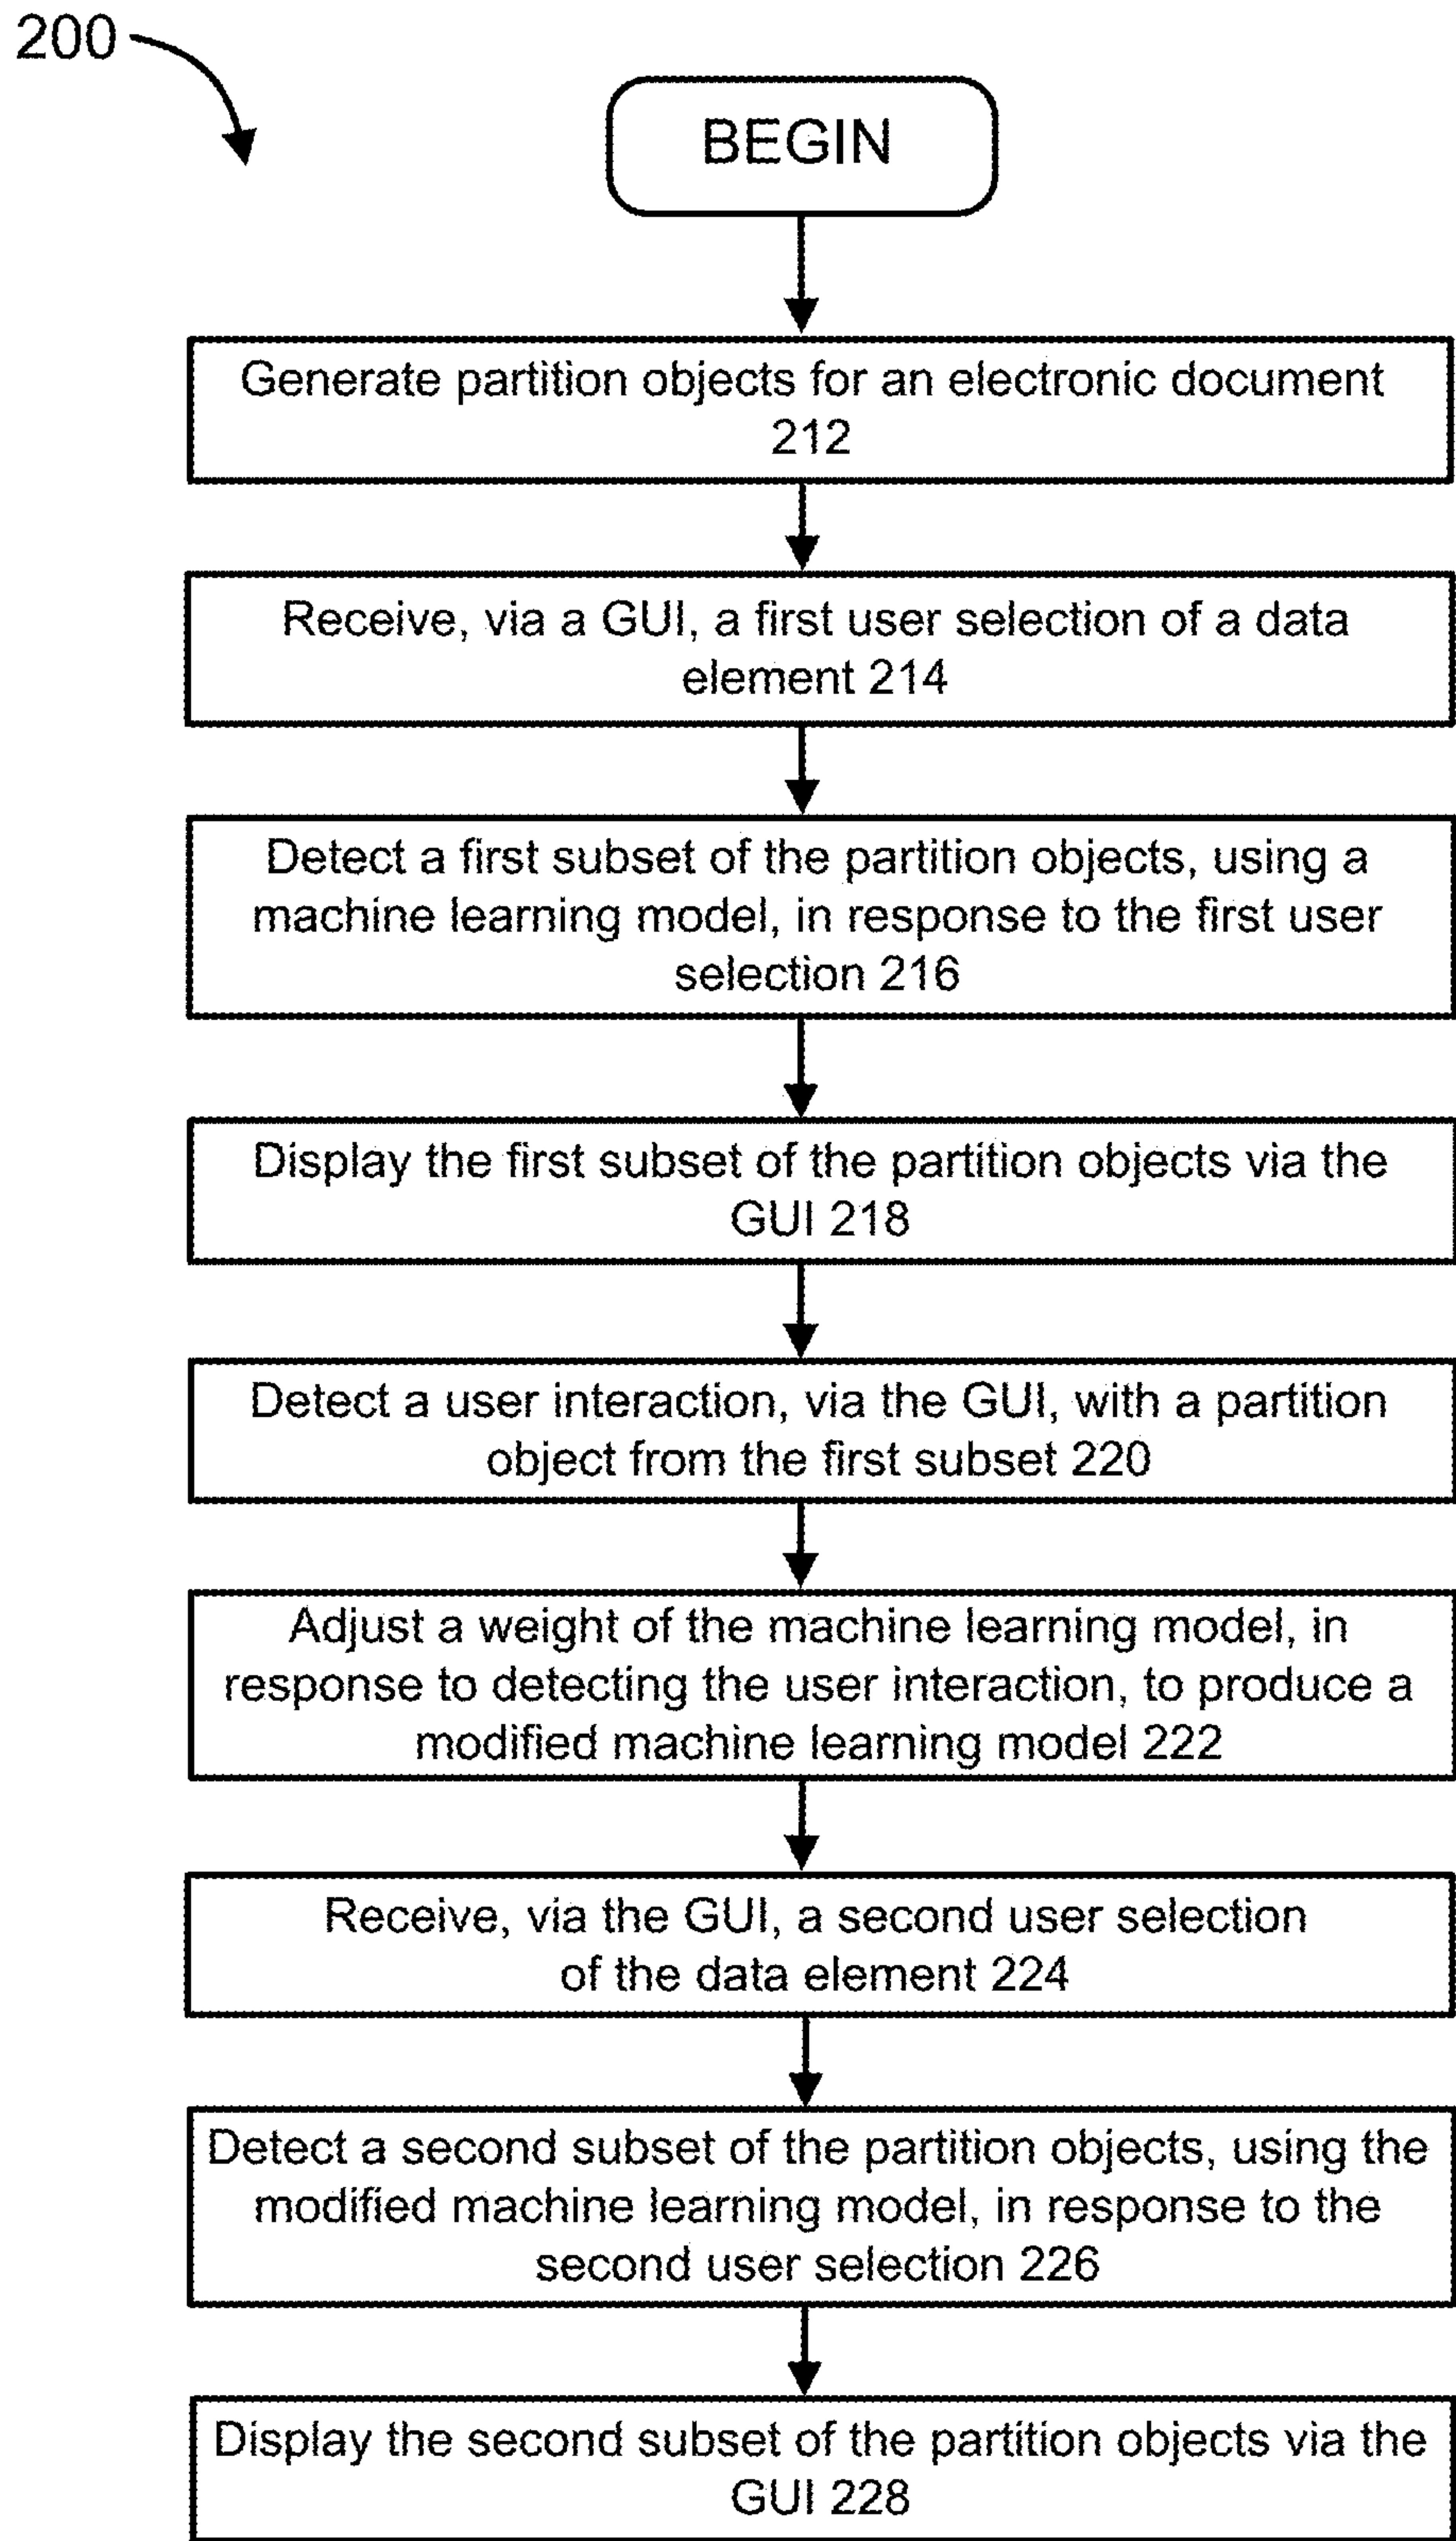 200
BEGIN
Generate partition objects for an electronic document
212
Receive, via a GUI, a first user selection of a data
element 214
Detect a first subset of the partition objects, using a
machine learning model, in response to the first user
selection 216
Display the first subset of the partition objects via the
GUI 218
Detect a user interaction, via the GUI, with a partition
object from the first subset 220
Adjust a weight of the machine learning model, in
response to detecting the user interaction, to produce a
modified machine learning model 222
Receive, via the GUI, a second user selection
of the data element 224
Detect a second subset of the partition objects, using the
modified machine learning model, in response to the
second user selection 226
Display the second subset of the partition objects via the
GUI 228